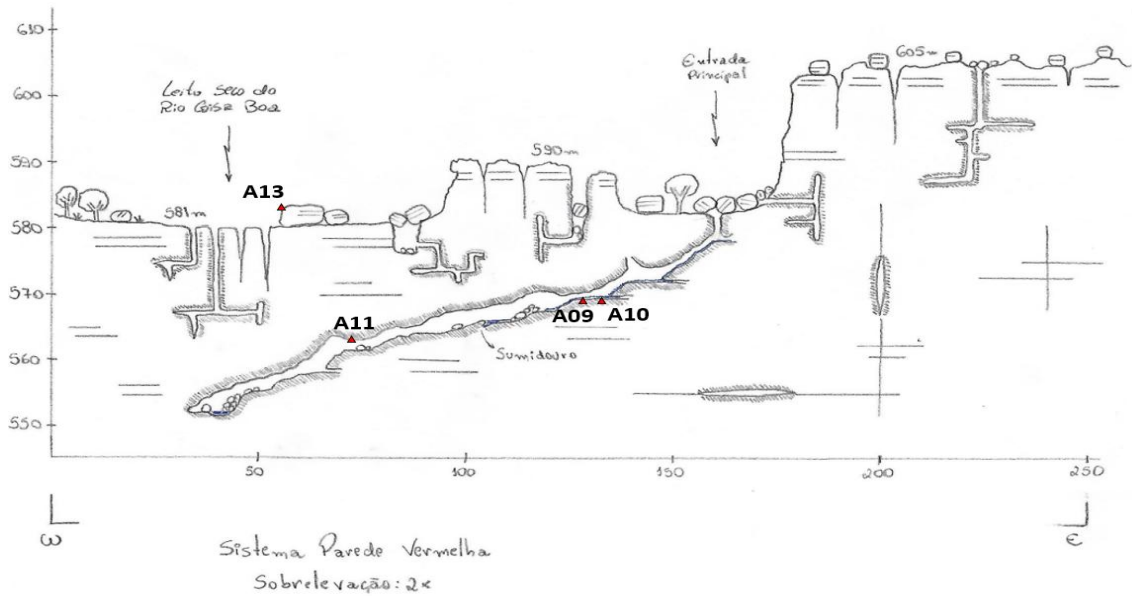 610
605m
Entrada
Principal
Leito Seco do
Rio Coisa Boa
600
590
590m
A13
581m
580
570
A09
A10
A11
Sumidouro
560
550
50
100
150
200
250
W
E
Sistema Parede Vermelha
Sobrelevação: 2x